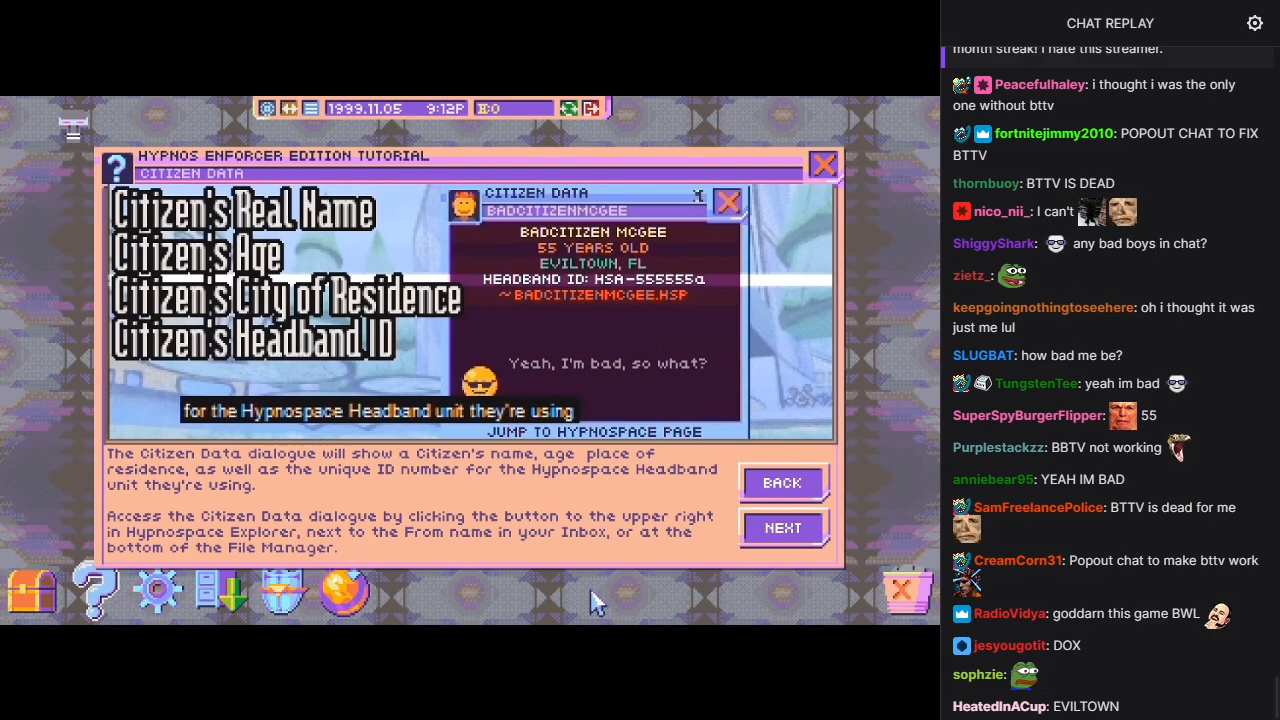 CHAT REPLAY
month streak! I hate this streamer.
Peacefulhaley: i thought i was the only
one without bttv
fortnitejimmy2010: POPOUT CHAT TO FIX
BTTV
thornbuoy: BTTV IS DEAD
nico_nii_: I can't
ShiggyShark: any bad boys in chat?
zietz_:
keepgoingnothingtoseehere: oh i thought it was
just me lul
SLUGBAT: how bad me be?
TungstenTee: yeah im bad
SuperSpyBurgerFlipper: 55
Purplestackzz: BBTV not working
anniebear95: YEAH IM BAD
SamFreelancePolice: BTTV is dead for me
CreamCorn31: Popout chat to make bttv work
RadioVidya: goddarn this game BWL
jesyougotit: DOX
sophzie:
HeatedInACup: EVILTOWN
1999.11.05 9:12P
0
HYPNOS ENFORCER EDITION TUTORIAL
CITIZEN DATA
Citizen's Real Name
Citizen's Age
Citizen's City of Residence
Citizen's Headband ID
CITIZEN DATA
BADCITIZENMCGEE
BADCITIZEN MCGEE
55 YEARS OLD
EVILTOWN, FL
HEADBAND ID: HSA-555555a
~BADCITIZENMCGEE.HSP
Yeah, I'm bad, so what?
for the Hypnospace Headband unit they're using
JUMP TO HYPNOSPACE PAGE
The Citizen Data dialogue will show a Citizen's name, age place of
residence, as well as the unique ID number for the Hypnospace Headband
unit they're using.
Access the Citizen Data dialogue by clicking the button to the upper right
in Hypnospace Explorer, next to the From name in your Inbox, or at the
bottom of the File Manager.
BACK
NEXT